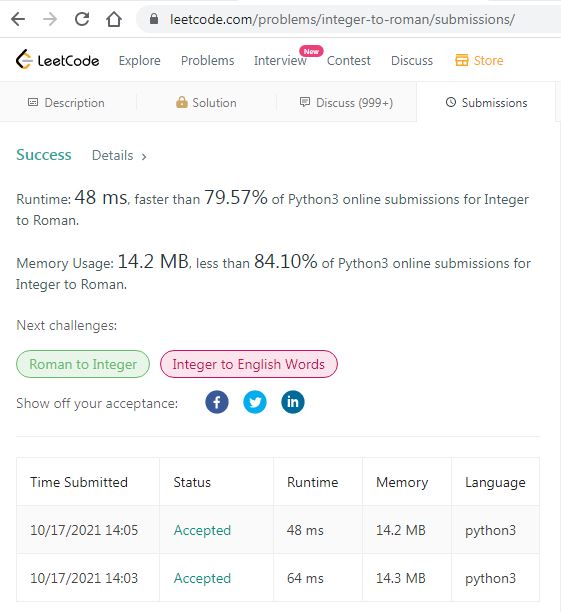 leetcode.com/problems/integer-to-roman/submissions/
LeetCode Explore Problems Interview New Contest Discuss Store
Description Solution Discuss (999+) Submissions
Success Details >
Runtime: 48 ms, faster than 79.57% of Python3 online submissions for Integer
to Roman.
Memory Usage: 14.2 MB, less than 84.10% of Python3 online submissions for
Integer to Roman.
Next challenges:
Roman to Integer Integer to English Words
Show off your acceptance: f in
Time Submitted Status Runtime Memory Language
10/17/2021 14:05 Accepted 48 ms 14.2 MB python3
10/17/2021 14:03 Accepted 64 ms 14.3 MB python3